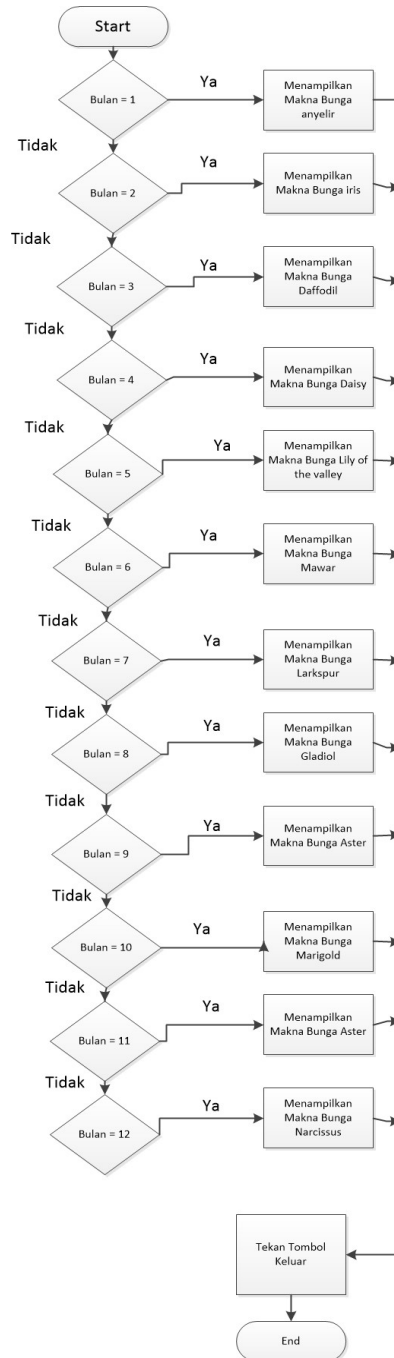 Start
Bulan = 1
Ya
Menampilkan
Makna Bunga
anyelir
Tidak
Bulan = 2
Ya
Menampilkan
Makna Bunga iris
Tidak
Bulan = 3
Ya
Menampilkan
Makna Bunga
Daffodil
Tidak
Bulan = 4
Ya
Menampilkan
Makna Bunga Daisy
Tidak
Bulan = 5
Ya
Menampilkan
Makna Bunga Lily of
the valley
Tidak
Bulan = 6
Ya
Menampilkan
Makna Bunga
Mawar
Tidak
Bulan = 7
Ya
Menampilkan
Makna Bunga
Larkspur
Tidak
Bulan = 8
Ya
Menampilkan
Makna Bunga
Gladiol
Tidak
Bulan = 9
Ya
Menampilkan
Makna Bunga Aster
Tidak
Bulan = 10
Ya
Menampilkan
Makna Bunga
Marigold
Tidak
Bulan = 11
Ya
Menampilkan
Makna Bunga Aster
Tidak
Bulan = 12
Ya
Menampilkan
Makna Bunga
Narcissus
Tekan Tombol
Keluar
End